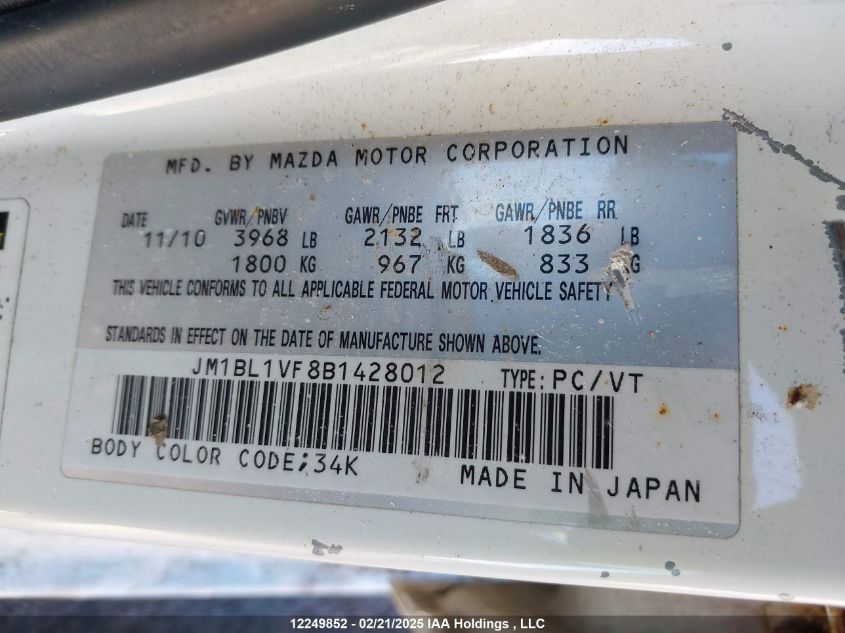 MFD. BY MAZDA MOTOR CORPORATION
DATE GVWR/PNBV GAWR/PNBE FRT GAWR/PNBE RR
11/10 3968 LB 2132 LB 1836 LB
1800 KG 967 KG 833 G
THIS VEHICLE CONFORMS TO ALL APPLICABLE FEDERAL MOTOR VEHICLE SAFETY
STANDARDS IN EFFECT ON THE DATE OF MANUFACTURE SHOWN ABOVE.
JM1BL1VF8B1428012 TYPE: PC/VT
BODY COLOR CODE;34K MADE IN JAPAN
12249852 - 02/21/2025 IAA Holdings , LLC